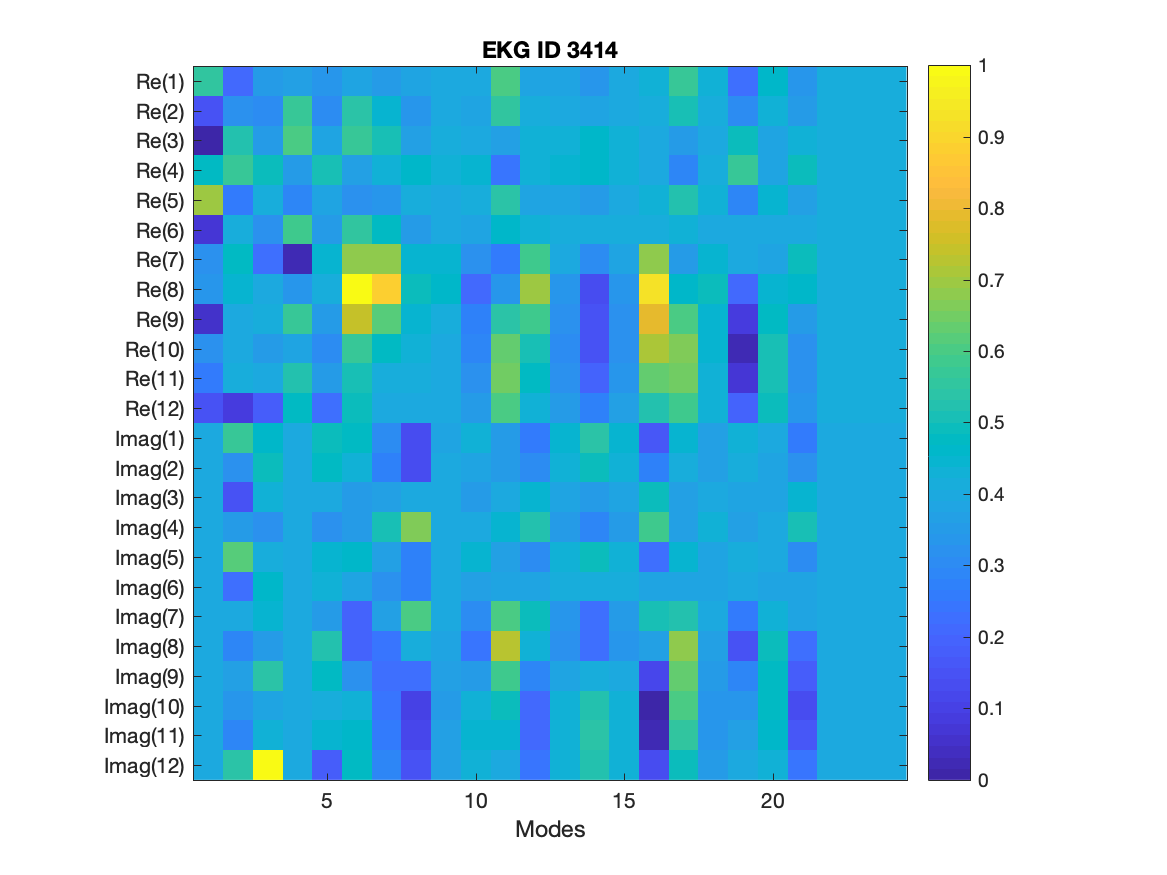 EKG ID 3414
Re(1)
Re(2)
Re(3)
Re(4)
Re(5)
Re(6)
Re(7)
Re(8)
Re(9)
Re(10)
Re(11)
Re(12)
Imag(1)
Imag(2)
Imag(3)
Imag(4)
Imag(5)
Imag(6)
Imag(7)
Imag(8)
Imag(9)
Imag(10)
Imag(11)
Imag(12)
5 10 15 20
Modes
1
0.9
0.8
0.7
0.6
0.5
0.4
0.3
0.2
0.1
0